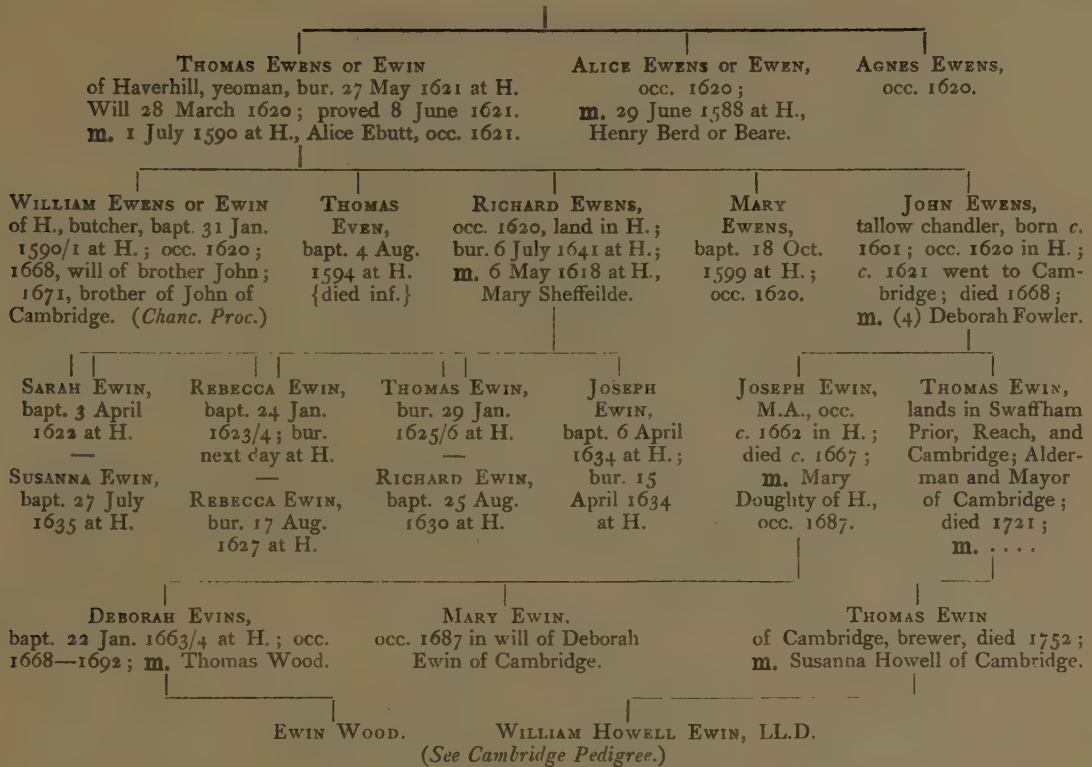 THOMAS EWENS OR EWIN
of Haverhill, yeoman, bur. 27 May 1621 at H.
Will 28 March 1620; proved 8 June 1621.
m. 1 July 1590 at H., Alice Ebutt, occ. 1621.
ALICE EWENS OR EWEN,
occ. 1620;
m. 29 June 1588 at H.,
Henry Berd or Beare.
AGNES EWENS,
occ. 1620.
WILLIAM EWENS OR EWIN
of H., butcher, bapt. 31 Jan.
1590/1 at H.; occ. 1620;
1668, will of brother John;
1671, brother of John of
Cambridge. (Chanc. Proc.)
THOMAS
EVEN,
bapt. 4 Aug.
1594 at H.
{died inf.}
RICHARD EWENS,
occ. 1620, land in H.;
bur. 6 July 1641 at H.;
m. 6 May 1618 at H.,
Mary Sheffeilde.
MARY
EWENS,
bapt. 18 Oct.
1599 at H.;
occ. 1620.
JOHN EWENS,
tallow chandler, born c.
1601; occ. 1620 in H.;
c. 1621 went to Cam-
bridge; died 1668;
m. (4) Deborah Fowler.
SARAH EWIN,
bapt. 3 April
1622 at H.
—
SUSANNA EWIN,
bapt. 27 July
1635 at H.
REBECCA EWIN,
bapt. 24 Jan.
1623/4; bur.
next day at H.
—
REBECCA EWIN,
bur. 17 Aug.
1627 at H.
THOMAS EWIN,
bur. 29 Jan.
1625/6 at H.
—
RICHARD EWIN,
bapt. 25 Aug.
1630 at H.
JOSEPH
EWIN,
bapt. 6 April
1634 at H.;
bur. 15
April 1634
at H.
JOSEPH EWIN,
M.A., occ.
c. 1662 in H.;
died c. 1667;
m. Mary
Doughty of H.,
occ. 1687.
THOMAS EWIN,
lands in Swaffham
Prior, Reach, and
Cambridge; Alder-
man and Mayor
of Cambridge;
died 1721;
m. . . . .
DEBORAH EVINS,
bapt. 22 Jan. 1663/4 at H.; occ.
1668—1692; m. Thomas Wood.
MARY EWIN,
occ. 1687 in will of Deborah
Ewin of Cambridge.
THOMAS EWIN
of Cambridge, brewer, died 1752;
m. Susanna Howell of Cambridge.
EWIN WOOD.
WILLIAM HOWELL EWIN, LL.D.
(See Cambridge Pedigree.)